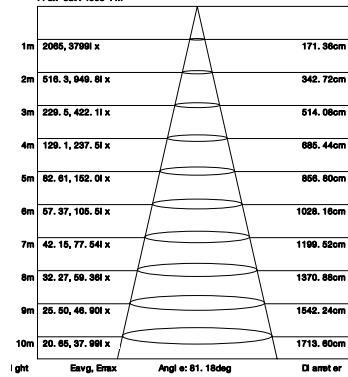 1m 2065, 3799lx 171.36cm
2m 516.3, 949.8lx 342.72cm
3m 229.5, 422.1lx 514.08cm
4m 129.1, 237.5lx 685.44cm
5m 82.61, 152.0lx 856.80cm
6m 57.37, 105.5lx 1028.16cm
7m 42.15, 77.54lx 1199.52cm
8m 32.27, 59.36lx 1370.88cm
9m 25.50, 46.90lx 1542.24cm
10m 20.65, 37.99lx 1713.60cm
ight Eavg, Emax Angle: 81.18deg Diameter